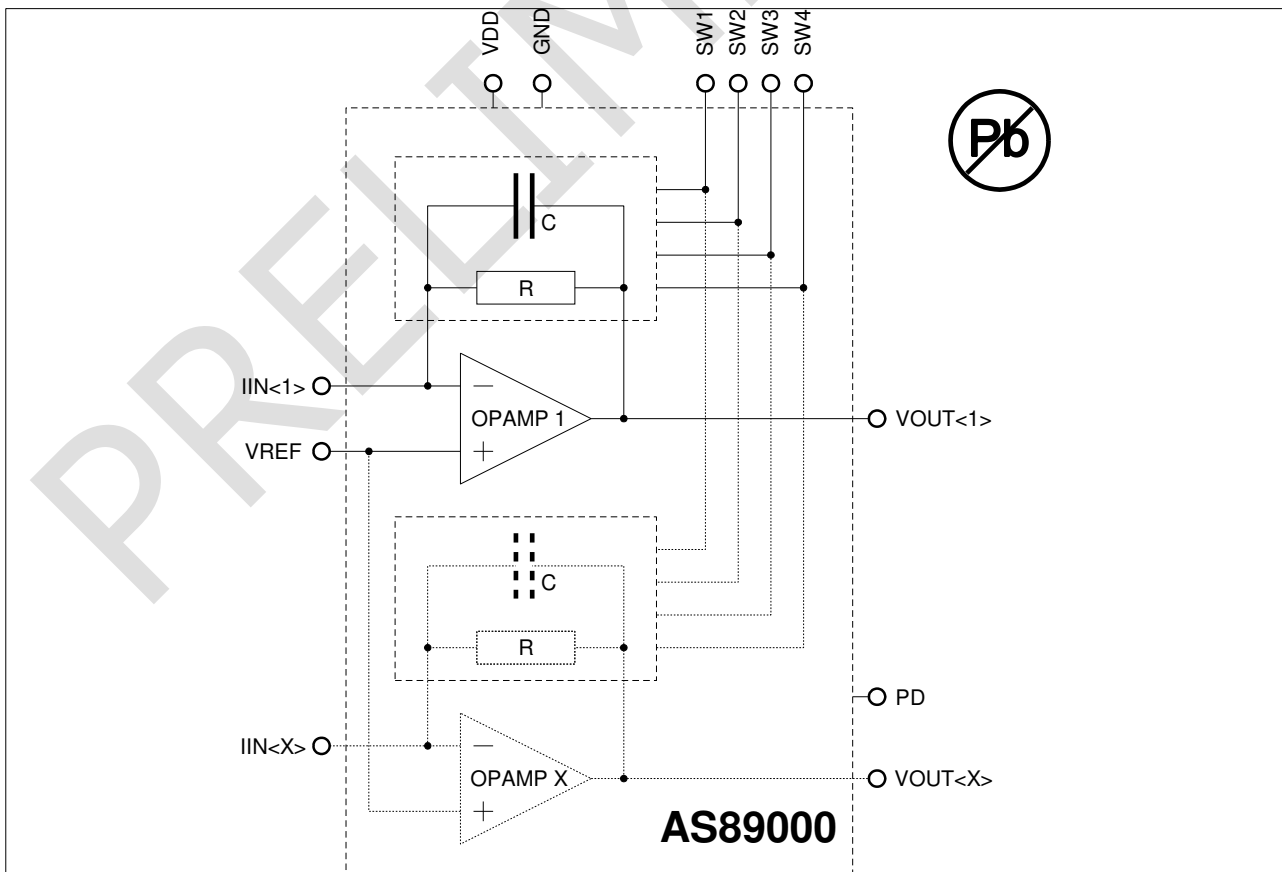 VDD
GND
SW1
SW2
SW3
SW4
Pb
C
R
IIN<1>
OPAMP 1
VOUT<1>
VREF
C
R
PD
IIN<X>
OPAMP X
VOUT<X>
AS89000